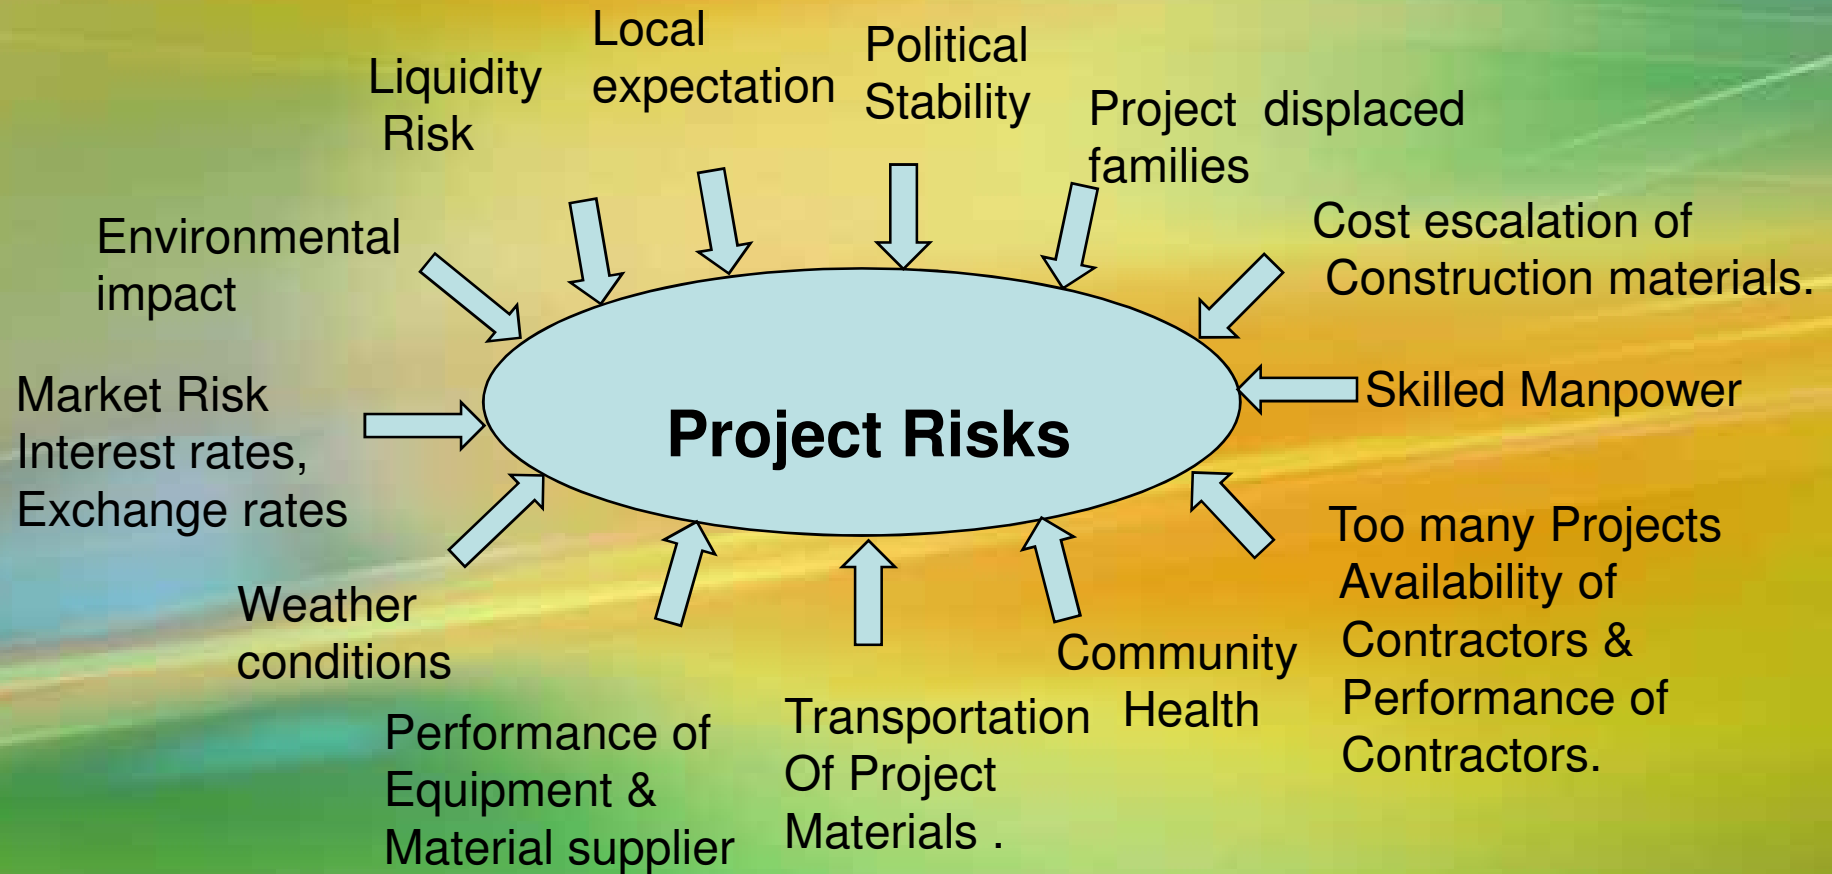 Local
expectation
Political
Stability
Liquidity
Risk
Project displaced
families
Environmental
impact
Cost escalation of
Construction materials.
Market Risk
Interest rates,
Exchange rates
Project Risks
Skilled Manpower
Weather
conditions
Too many Projects
Availability of
Contractors &
Performance of
Contractors.
Performance of
Equipment &
Material supplier
Transportation
Of Project
Materials .
Community
Health